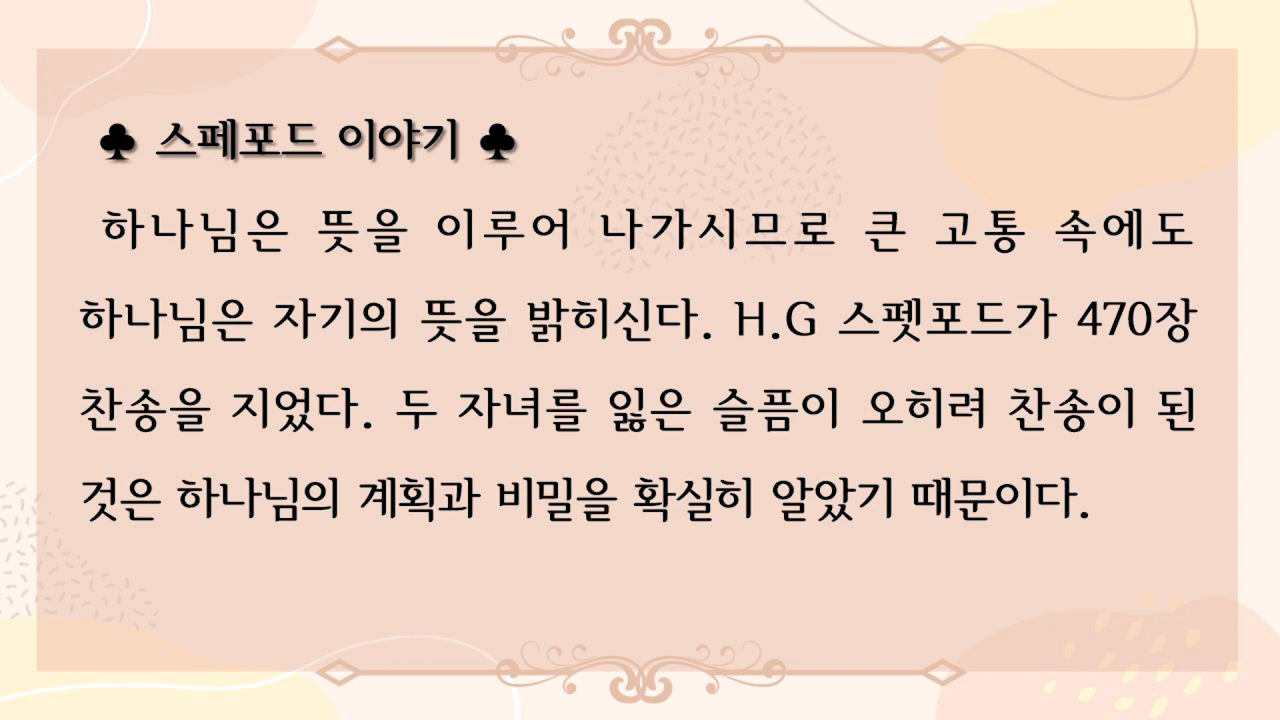 ♣ 스페포드 이야기 ♣
하나님은 뜻을 이루어 나가시므로 큰 고통 속에도
하나님은 자기의 뜻을 밝히신다. H.G 스펫포드가 470장
찬송을 지었다. 두 자녀를 잃은 슬픔이 오히려 찬송이 된
것은 하나님의 계획과 비밀을 확실히 알았기 때문이다.